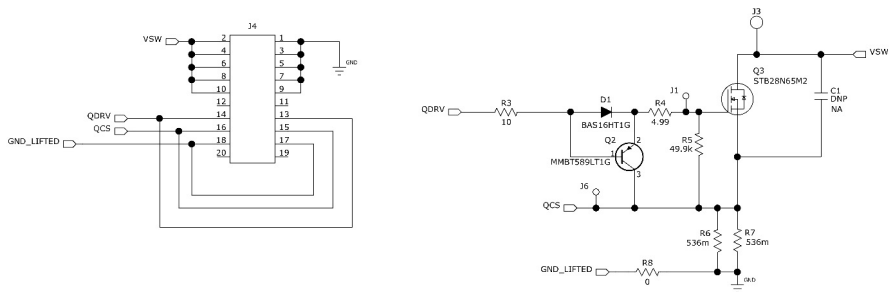 J4
VSW
2 1
4 3
6 5
8 7
10 9
12 11
14 13
16 15
18 17
20 19
GND
QDRV
QCS
GND_LIFTED
J3
VSW
Q3
STB28N65M2
C1
DNP
NA
QDRV
R3
10
D1
BAS16HT1G
R4
4.99
J1
R5
49.9k
Q2
MMBT589LT1G
1
2
3
J6
QCS
R6
536m
R7
536m
GND_LIFTED
R8
0
GND